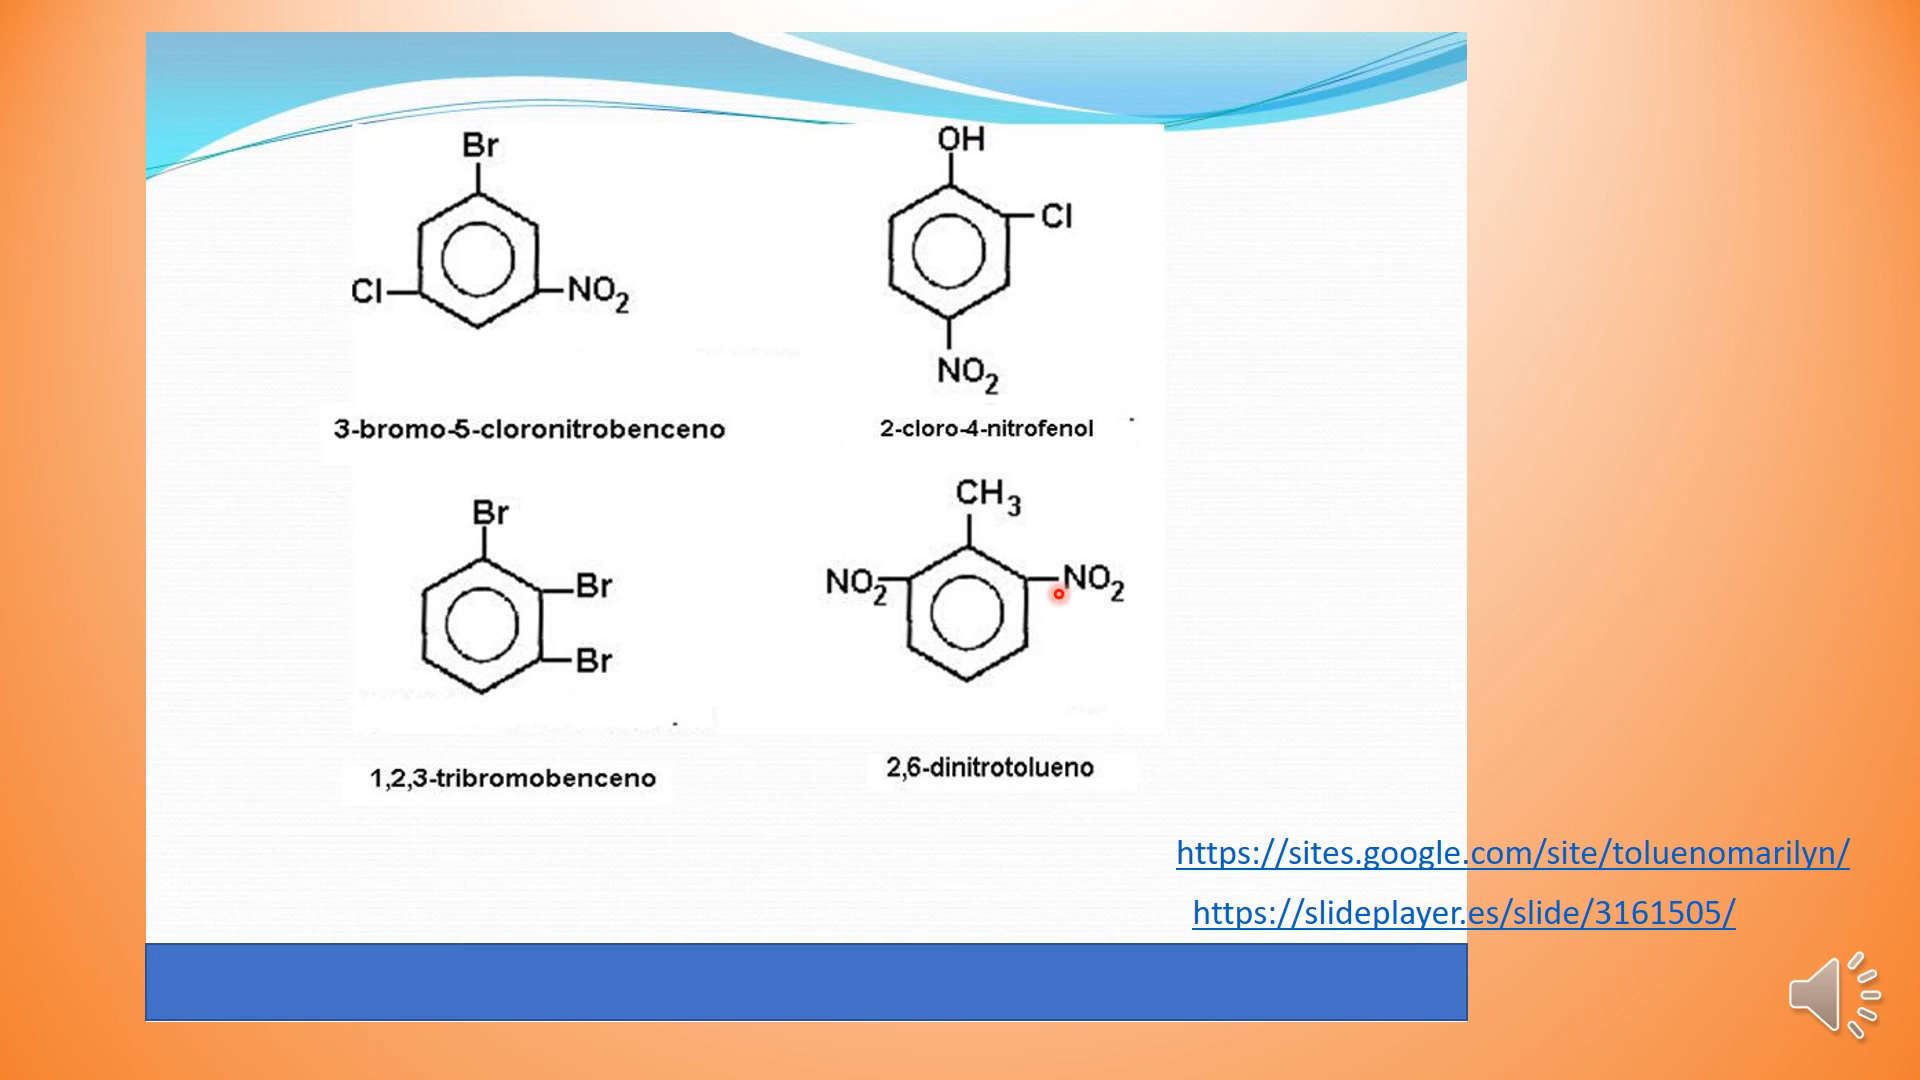 Br
Cl
NO2
3-bromo-5-cloronitrobenceno
OH
Cl
NO2
2-cloro-4-nitrofenol
Br
Br
Br
1,2,3-tribromobenceno
CH3
NO2
NO2
2,6-dinitrotolueno
https://sites.google.com/site/toluenomarilyn/
https://slideplayer.es/slide/3161505/